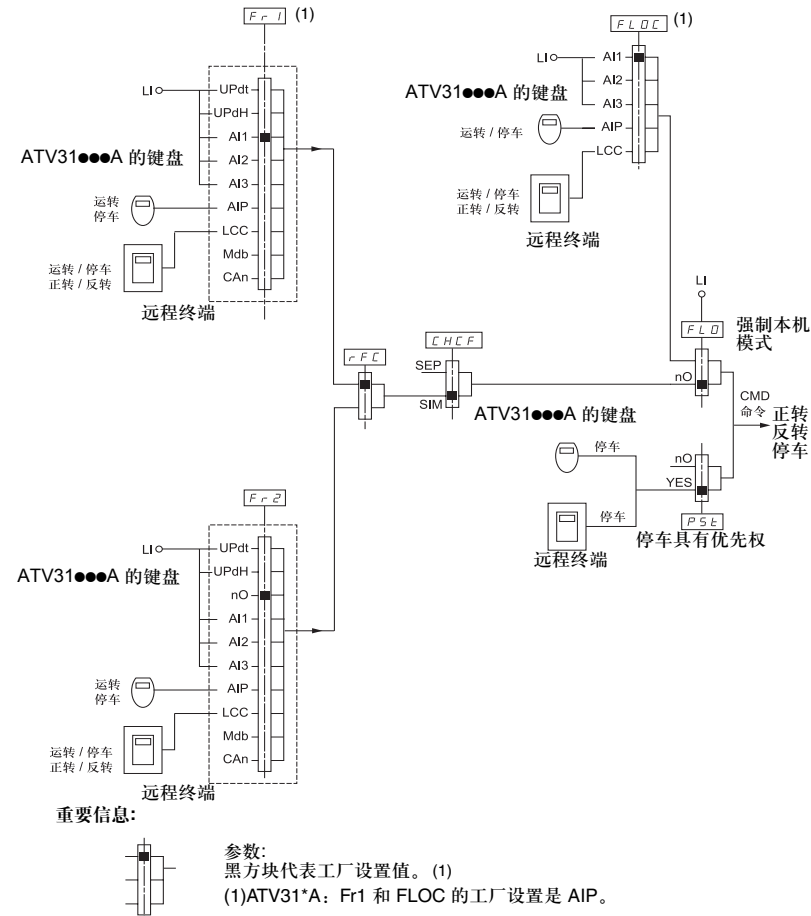 Fr1 (1)
LI
UPdt
UPdH
AI1
AI2
AI3
AIP
LCC
Mdb
CAn
ATV31●●●A 的键盘
运转
停车
运转 / 停车
正转 / 反转
远程终端
FLOC (1)
LI
AI1
AI2
AI3
AIP
LCC
ATV31●●●A 的键盘
运转 / 停车
运转 / 停车
正转 / 反转
远程终端
LI
FLO
强制本机
模式
nO
rFC
CHCF
SEP
SIM
ATV31●●●A 的键盘
停车
停车
远程终端
nO
YES
PSt
停车具有优先权
CMD
命令
正转
反转
停车
Fr2
LI
UPdt
UPdH
nO
AI1
AI2
AI3
AIP
LCC
Mdb
CAn
ATV31●●●A 的键盘
运转
停车
运转 / 停车
正转 / 反转
远程终端
重要信息:
参数:
黑方块代表工厂设置值。(1)
(1)ATV31*A：Fr1 和 FLOC 的工厂设置是 AIP。